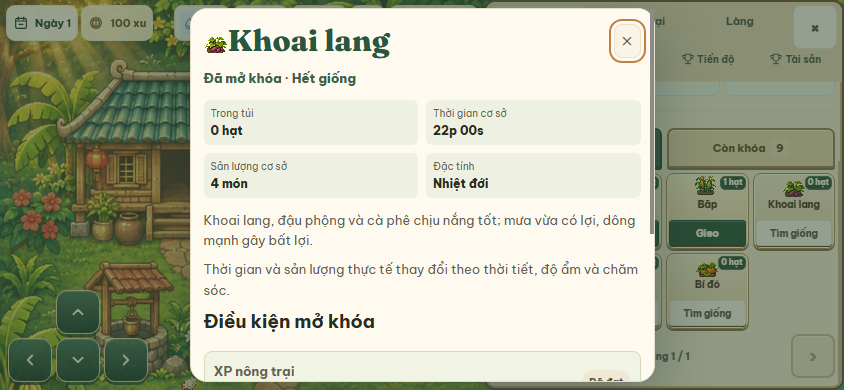 Ngày 1
100 xu
Làng
Tiến độ
Tài sản
Khoai lang
Đã mở khóa · Hết giống
Trong túi
0 hạt
Thời gian cơ sở
22p 00s
Sản lượng cơ sở
4 món
Đặc tính
Nhiệt đới
Khoai lang, đậu phộng và cà phê chịu nắng tốt; mưa vừa có lợi, dông
mạnh gây bất lợi.
Thời gian và sản lượng thực tế thay đổi theo thời tiết, độ ẩm và chăm
sóc.
Điều kiện mở khóa
XP nông trại
Còn khóa 9
1 hạt
Bắp
Gieo
0 hạt
Khoai lang
Tìm giống
0 hạt
Bí đỏ
Tìm giống
1 / 1